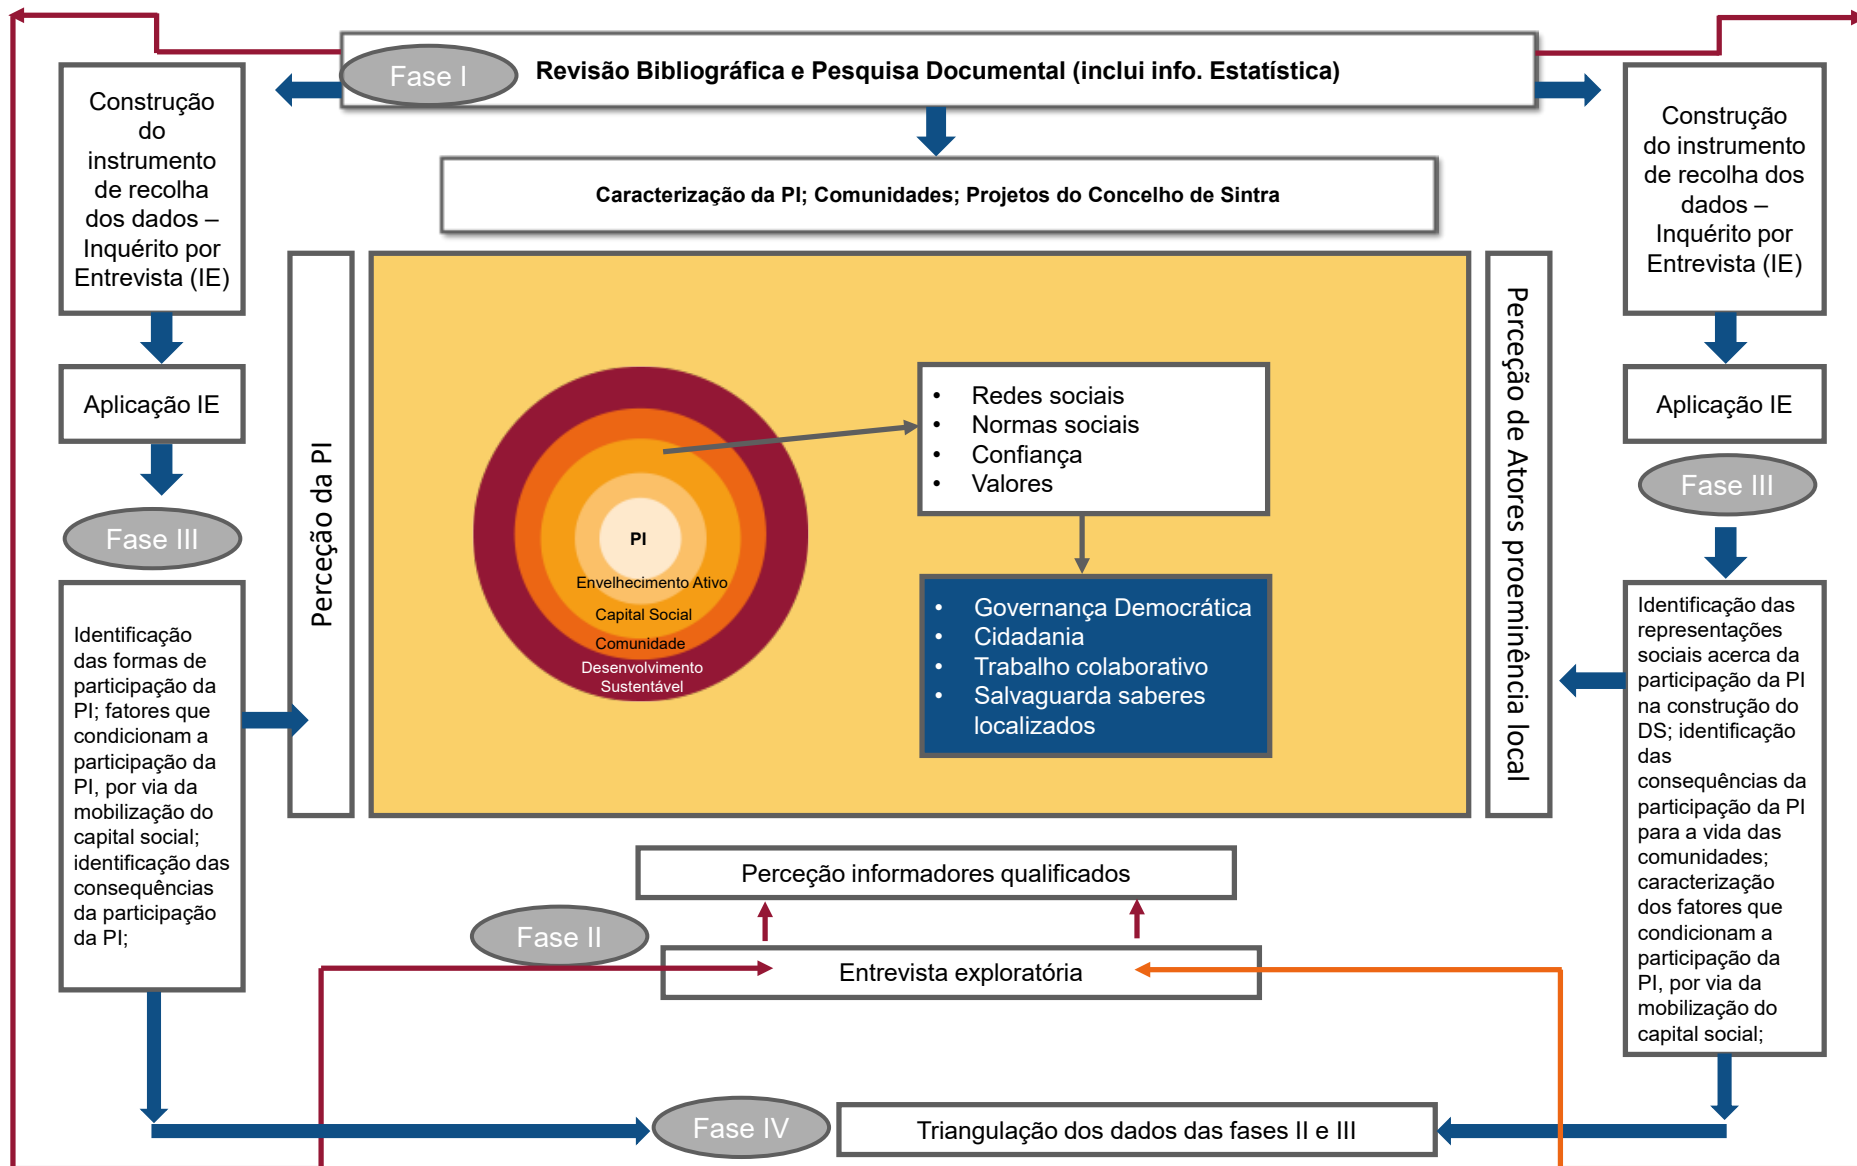 Fase I
Revisão Bibliográfica e Pesquisa Documental (inclui info. Estatística)
Caracterização da PI; Comunidades; Projetos do Concelho de Sintra
Construção
do
instrumento
de recolha
dos dados –
Inquérito por
Entrevista (IE)
Aplicação IE
Fase III
Identificação
das formas de
participação da
PI; fatores que
condicionam a
participação da
PI, por via da
mobilização do
capital social;
identificação das
consequências
da participação
da PI;
Perceção da PI
PI
Envelhecimento Ativo
Capital Social
Comunidade
Desenvolvimento
Sustentável
• Redes sociais
• Normas sociais
• Confiança
• Valores
• Governança Democrática
• Cidadania
• Trabalho colaborativo
• Salvaguarda saberes
localizados
Perceção de Atores proeminência local
Construção
do instrumento
de recolha dos
dados –
Inquérito por
Entrevista (IE)
Aplicação IE
Fase III
Identificação das
representações
sociais acerca da
participação da PI
na construção do
DS; identificação
das
consequências da
participação da PI
para a vida das
comunidades;
caracterização
dos fatores que
condicionam a
participação da
PI, por via da
mobilização do
capital social;
Perceção informadores qualificados
Fase II
Entrevista exploratória
Fase IV
Triangulação dos dados das fases II e III